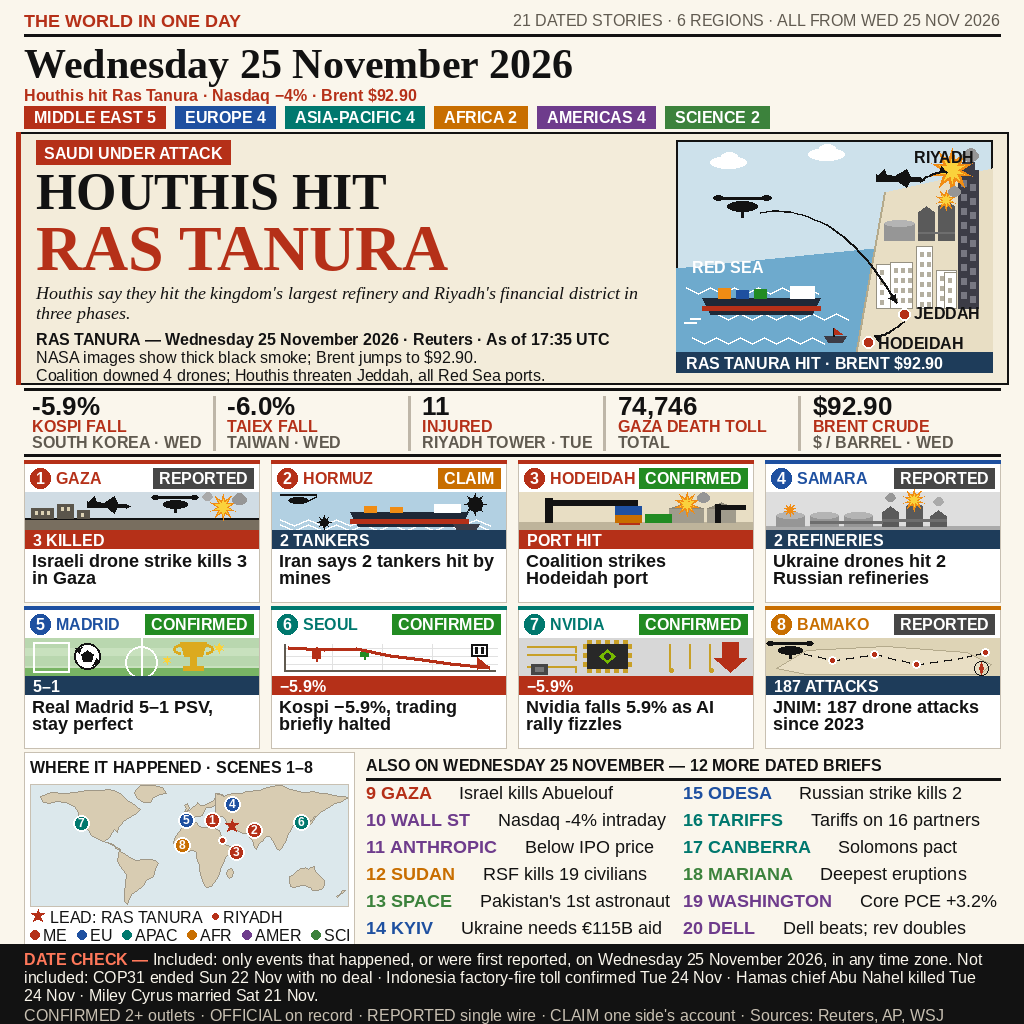 THE WORLD IN ONE DAY
21 DATED STORIES · 6 REGIONS · ALL FROM WED 25 NOV 2026
Wednesday 25 November 2026
Houthis hit Ras Tanura · Nasdaq −4% · Brent $92.90
MIDDLE EAST 5
EUROPE 4
ASIA-PACIFIC 4
AFRICA 2
AMERICAS 4
SCIENCE 2
SAUDI UNDER ATTACK
HOUTHIS HIT
RAS TANURA
Houthis say they hit the kingdom's largest refinery and Riyadh's financial district in
three phases.
RAS TANURA — Wednesday 25 November 2026 · Reuters · As of 17:35 UTC
NASA images show thick black smoke; Brent jumps to $92.90.
Coalition downed 4 drones; Houthis threaten Jeddah, all Red Sea ports.
RIYADH
RED SEA
JEDDAH
HODEIDAH
RAS TANURA HIT · BRENT $92.90
-5.9%
KOSPI FALL
SOUTH KOREA · WED
-6.0%
TAIEX FALL
TAIWAN · WED
11
INJURED
RIYADH TOWER · TUE
74,746
GAZA DEATH TOLL
TOTAL
$92.90
BRENT CRUDE
$ / BARREL · WED
1 GAZA
REPORTED
3 KILLED
Israeli drone strike kills 3
in Gaza
2 HORMUZ
CLAIM
2 TANKERS
Iran says 2 tankers hit by
mines
3 HODEIDAH
CONFIRMED
PORT HIT
Coalition strikes
Hodeidah port
4 SAMARA
REPORTED
2 REFINERIES
Ukraine drones hit 2
Russian refineries
5 MADRID
CONFIRMED
5–1
Real Madrid 5–1 PSV,
stay perfect
6 SEOUL
CONFIRMED
−5.9%
Kospi −5.9%, trading
briefly halted
7 NVIDIA
CONFIRMED
−5.9%
Nvidia falls 5.9% as AI
rally fizzles
8 BAMAKO
REPORTED
187 ATTACKS
JNIM: 187 drone attacks
since 2023
WHERE IT HAPPENED · SCENES 1–8
7
5
1
4
2
6
8
3
LEAD: RAS TANURA
RIYADH
ME
EU
APAC
AFR
AMER
SCI
ALSO ON WEDNESDAY 25 NOVEMBER — 12 MORE DATED BRIEFS
9 GAZA Israel kills Abuelouf
10 WALL ST Nasdaq -4% intraday
11 ANTHROPIC Below IPO price
12 SUDAN RSF kills 19 civilians
13 SPACE Pakistan's 1st astronaut
14 KYIV Ukraine needs €115B aid
15 ODESA Russian strike kills 2
16 TARIFFS Tariffs on 16 partners
17 CANBERRA Solomons pact
18 MARIANA Deepest eruptions
19 WASHINGTON Core PCE +3.2%
20 DELL Dell beats; rev doubles
DATE CHECK — Included: only events that happened, or were first reported, on Wednesday 25 November 2026, in any time zone. Not
included: COP31 ended Sun 22 Nov with no deal · Indonesia factory-fire toll confirmed Tue 24 Nov · Hamas chief Abu Nahel killed Tue
24 Nov · Miley Cyrus married Sat 21 Nov.
CONFIRMED 2+ outlets · OFFICIAL on record · REPORTED single wire · CLAIM one side's account · Sources: Reuters, AP, WSJ